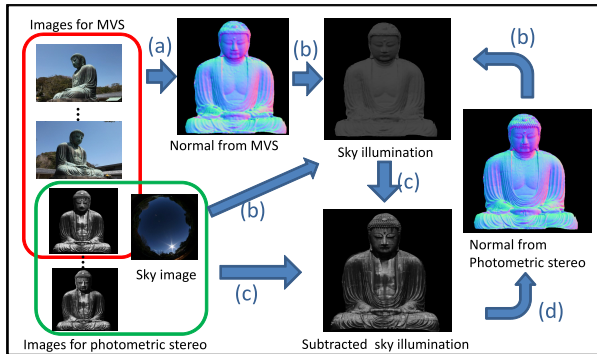 Images for MVS
(a)
(b)
(b)
Normal from MVS
Sky illumination
(c)
(b)
Sky image
(c)
Normal from
Photometric stereo
(d)
Images for photometric stereo
Subtracted sky illumination